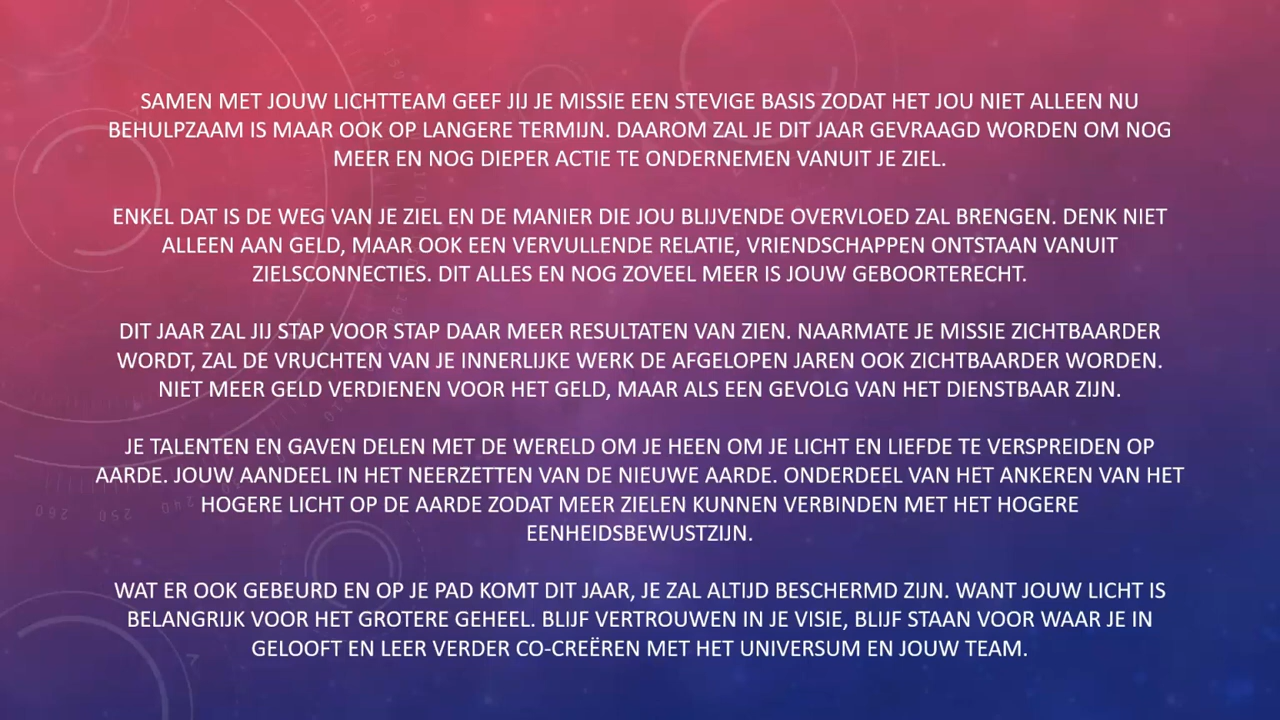 SAMEN MET JOUW LICHTTEAM GEEF JIJ JE MISSIE EEN STEVIGE BASIS ZODAT HET JOU NIET ALLEEN NU
BEHULPZAAM IS MAAR OOK OP LANGERE TERMIJN. DAAROM ZAL JE DIT JAAR GEVRAAGD WORDEN OM NOG
MEER EN NOG DIEPER ACTIE TE ONDERNEMEN VANUIT JE ZIEL.
ENKEL DAT IS DE WEG VAN JE ZIEL EN DE MANIER DIE JOU BLIJVENDE OVERVLOED ZAL BRENGEN. DENK NIET
ALLEEN AAN GELD, MAAR OOK EEN VERVULLENDE RELATIE, VRIENDSCHAPPEN ONTSTAAN VANUIT
ZIELSCONNECTIES. DIT ALLES EN NOG ZOVEEL MEER IS JOUW GEBOORTERECHT.
DIT JAAR ZAL JIJ STAP VOOR STAP DAAR MEER RESULTATEN VAN ZIEN. NAARMATE JE MISSIE ZICHTBAARDER
WORDT, ZAL DE VRUCHTEN VAN JE INNERLIJKE WERK DE AFGELOPEN JAREN OOK ZICHTBAARDER WORDEN.
NIET MEER GELD VERDIENEN VOOR HET GELD, MAAR ALS EEN GEVOLG VAN HET DIENSTBAAR ZIJN.
JE TALENTEN EN GAVEN DELEN MET DE WERELD OM JE HEEN OM JE LICHT EN LIEFDE TE VERSPREIDEN OP
AARDE. JOUW AANDEEL IN HET NEERZETTEN VAN DE NIEUWE AARDE. ONDERDEEL VAN HET ANKEREN VAN HET
HOGERE LICHT OP DE AARDE ZODAT MEER ZIELEN KUNNEN VERBINDEN MET HET HOGERE
EENHEIDSBEWUSTZIJN.
WAT ER OOK GEBEURD EN OP JE PAD KOMT DIT JAAR, JE ZAL ALTIJD BESCHERMD ZIJN. WANT JOUW LICHT IS
BELANGRIJK VOOR HET GROTERE GEHEEL. BLIJF VERTROUWEN IN JE VISIE, BLIJF STAAN VOOR WAAR JE IN
GELOOFT EN LEER VERDER CO-CREËREN MET HET UNIVERSUM EN JOUW TEAM.